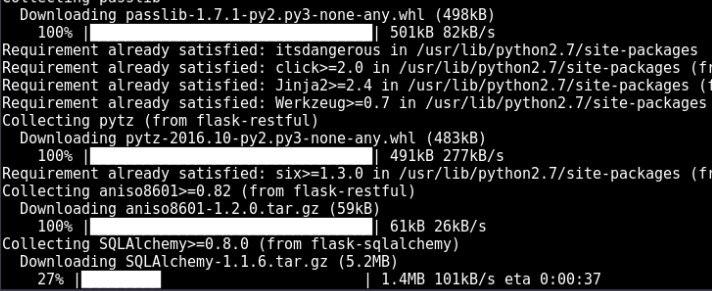 Collecting passlib
  Downloading passlib-1.7.1-py2.py3-none-any.whl (498kB)
    100% || 501kB 82kB/s
Requirement already satisfied: itsdangerous in /usr/lib/python2.7/site-packages
Requirement already satisfied: click>=2.0 in /usr/lib/python2.7/site-packages (fr
Requirement already satisfied: Jinja2>=2.4 in /usr/lib/python2.7/site-packages (f
Requirement already satisfied: Werkzeug>=0.7 in /usr/lib/python2.7/site-packages
Collecting pytz (from flask-restful)
  Downloading pytz-2016.10-py2.py3-none-any.whl (483kB)
    100% || 491kB 277kB/s
Requirement already satisfied: six>=1.3.0 in /usr/lib/python2.7/site-packages (fr
Collecting aniso8601>=0.82 (from flask-restful)
  Downloading aniso8601-1.2.0.tar.gz (59kB)
    100% || 61kB 26kB/s
Collecting SQLAlchemy>=0.8.0 (from flask-sqlalchemy)
  Downloading SQLAlchemy-1.1.6.tar.gz (5.2MB)
    27% || 1.4MB 101kB/s eta 0:00:37